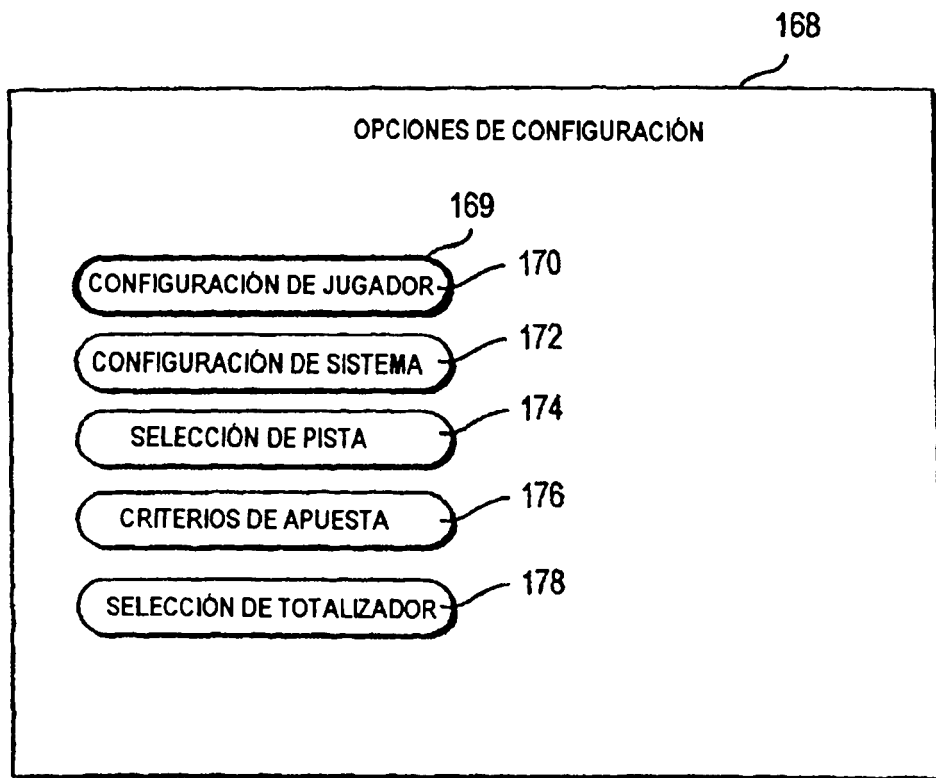 168
OPCIONES DE CONFIGURACIÓN
169
CONFIGURACIÓN DE JUGADOR 170
CONFIGURACIÓN DE SISTEMA 172
SELECCIÓN DE PISTA 174
CRITERIOS DE APUESTA 176
SELECCIÓN DE TOTALIZADOR 178